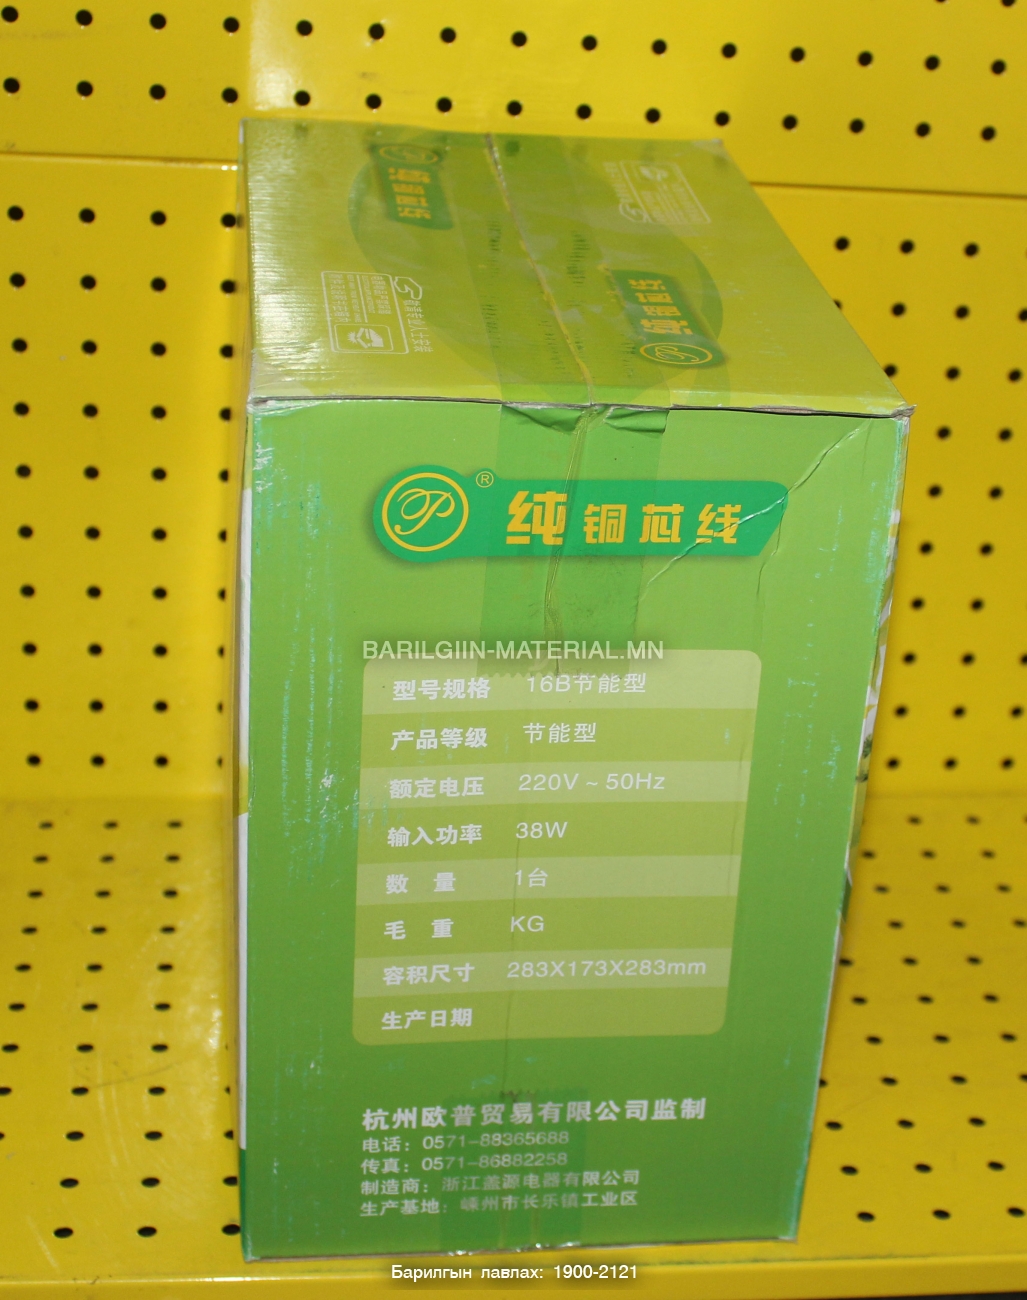 P® 纯铜芯线
BARILGIIN-MATERIAL.MN
型号规格 16B节能型
产品等级 节能型
额定电压 220V ~ 50Hz
输入功率 38W
数 量 1台
毛 重 KG
容积尺寸 283X173X283mm
生产日期
杭州欧普贸易有限公司监制
电话：0571-88365688
传真：0571-86882258
制造商：浙江盖源电器有限公司
生产基地：嵊州市长乐镇工业区
Барилгын лавлах: 1900-2121